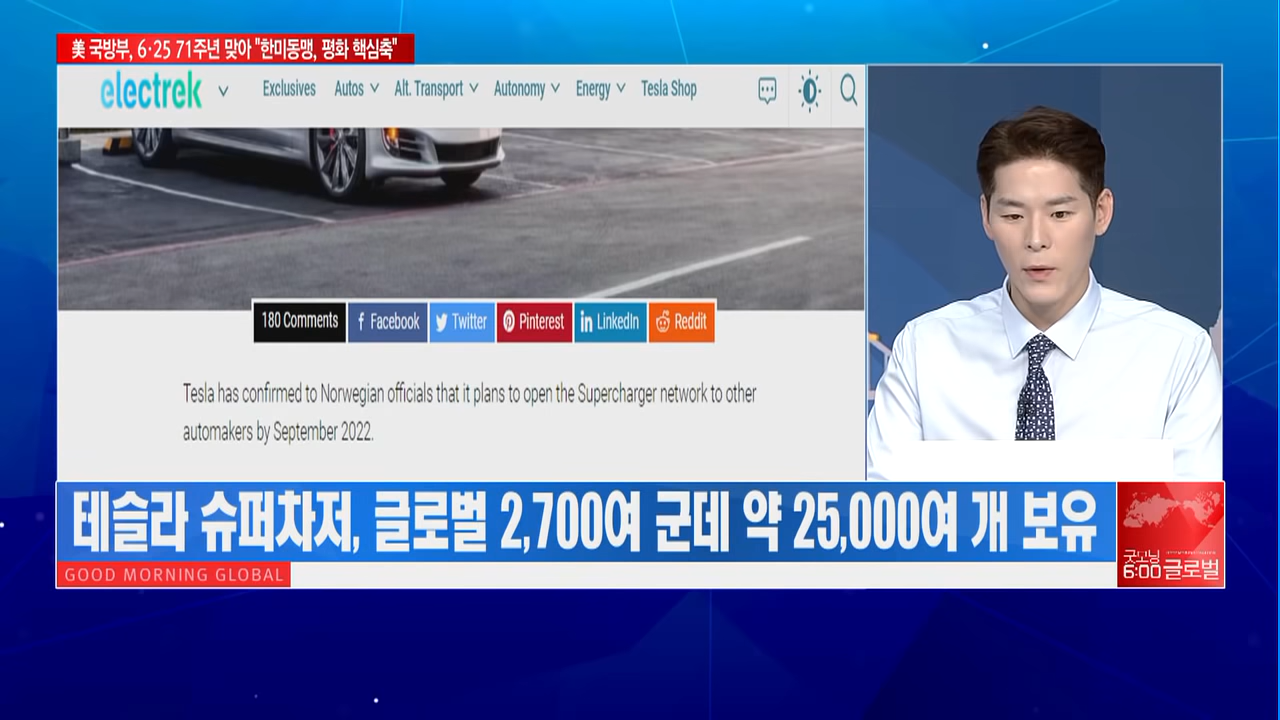 美 국방부, 6·25 71주년 맞아 "한미동맹, 평화 핵심축"
electrek Exclusives Autos Alt. Transport Autonomy Energy Tesla Shop
180 Comments Facebook Twitter Pinterest LinkedIn Reddit
Tesla has confirmed to Norwegian officials that it plans to open the Supercharger network to other
automakers by September 2022.
테슬라 슈퍼차저, 글로벌 2,700여 군데 약 25,000여 개 보유
GOOD MORNING GLOBAL
굿모닝
6:00 글로벌